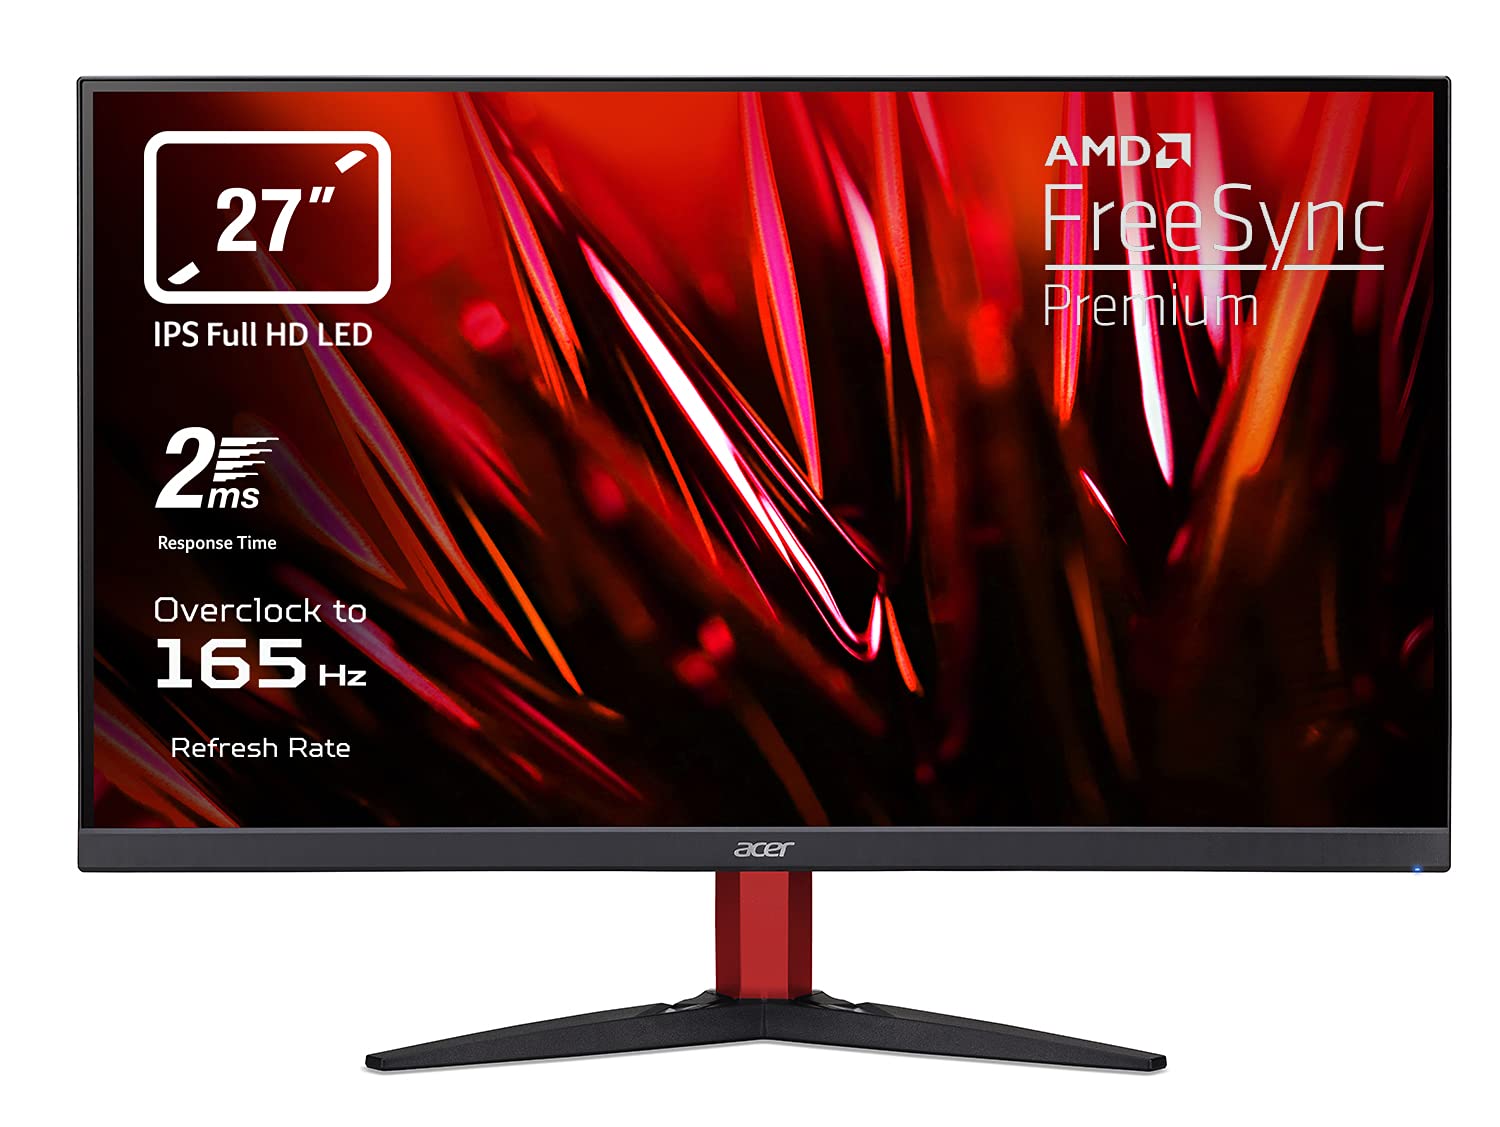 27"
IPS Full HD LED
2ms
Response Time
Overclock to
165 Hz
Refresh Rate
AMD
FreeSync
Premium
acer